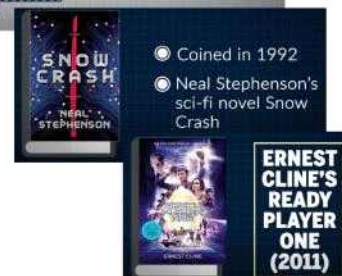 SNOW
CRASH
NEAL
STEPHENSON
Coined in 1992
Neal Stephenson's
sci-fi novel Snow
Crash
ERNEST CLINE
ERNEST
CLINE'S
READY
PLAYER
ONE
(2011)